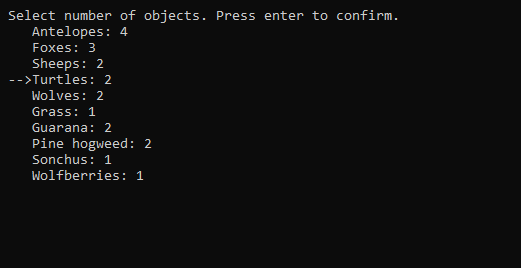 Select number of objects. Press enter to confirm.
Antelopes: 4
Foxes: 3
Sheeps: 2
-->Turtles: 2
Wolves: 2
Grass: 1
Guarana: 2
Pine hogweed: 2
Sonchus: 1
Wolfberries: 1